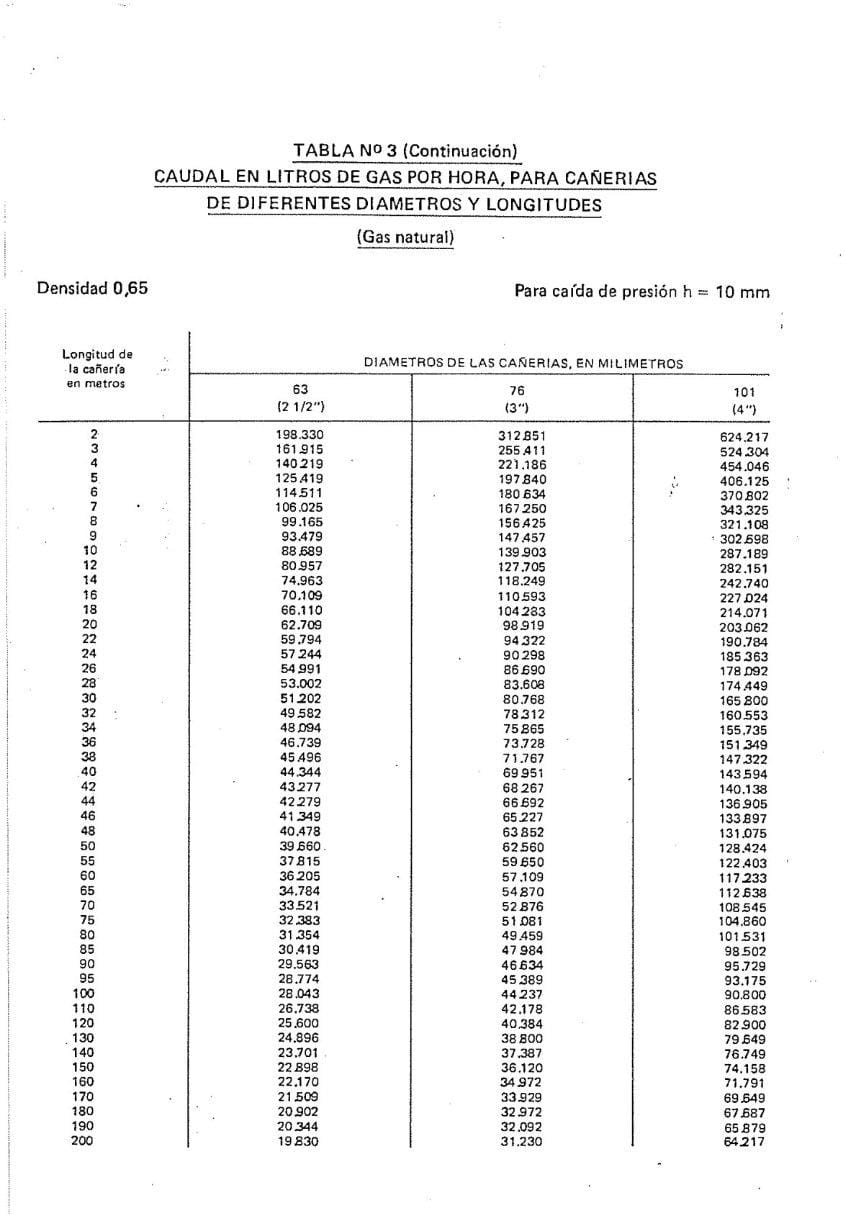 TABLA Nº 3 (Continuación)
CAUDAL EN LITROS DE GAS POR HORA, PARA CAÑERIAS
DE DIFERENTES DIAMETROS Y LONGITUDES
(Gas natural)
Densidad 0,65 Para caída de presión h = 10 mm
Longitud de
la cañería
en metros
DIAMETROS DE LAS CAÑERIAS, EN MILIMETROS
63 76 101
(2 1/2") (3") (4")
2 198.330 312.851 624.217
3 161.915 255.411 524.304
4 140.219 221.186 454.046
5 125.419 197.840 406.125
6 114.511 180.634 370.802
7 106.025 167.250 343.325
8 99.165 156.425 321.108
9 93.479 147.457 302.698
10 88.689 139.903 287.189
12 80.957 127.705 282.151
14 74.963 118.249 242.740
16 70.109 110.593 227.024
18 66.110 104.283 214.071
20 62.709 98.919 203.062
22 59.794 94.322 190.784
24 57.244 90.298 185.363
26 54.991 86.690 178.092
28 53.002 83.608 174.449
30 51.202 80.768 165.800
32 49.582 78.312 160.553
34 48.094 75.865 155.735
36 46.739 73.728 151.349
38 45.496 71.767 147.322
40 44.344 69.951 143.594
42 43.277 68.267 140.138
44 42.279 66.692 136.905
46 41.349 65.227 133.897
48 40.478 63.852 131.075
50 39.660 62.560 128.424
55 37.815 59.650 122.403
60 36.205 57.109 117.233
65 34.784 54.870 112.638
70 33.521 52.876 108.545
75 32.383 51.081 104.860
80 31.354 49.459 101.531
85 30.419 47.984 98.502
90 29.563 46.634 95.729
95 28.774 45.389 93.175
100 28.043 44.237 90.800
110 26.738 42.178 86.583
120 25.600 40.384 82.900
130 24.896 38.800 79.649
140 23.701 37.387 76.749
150 22.898 36.120 74.158
160 22.170 34.972 71.791
170 21.509 33.929 69.649
180 20.902 32.972 67.687
190 20.344 32.092 65.879
200 19.830 31.230 64.217